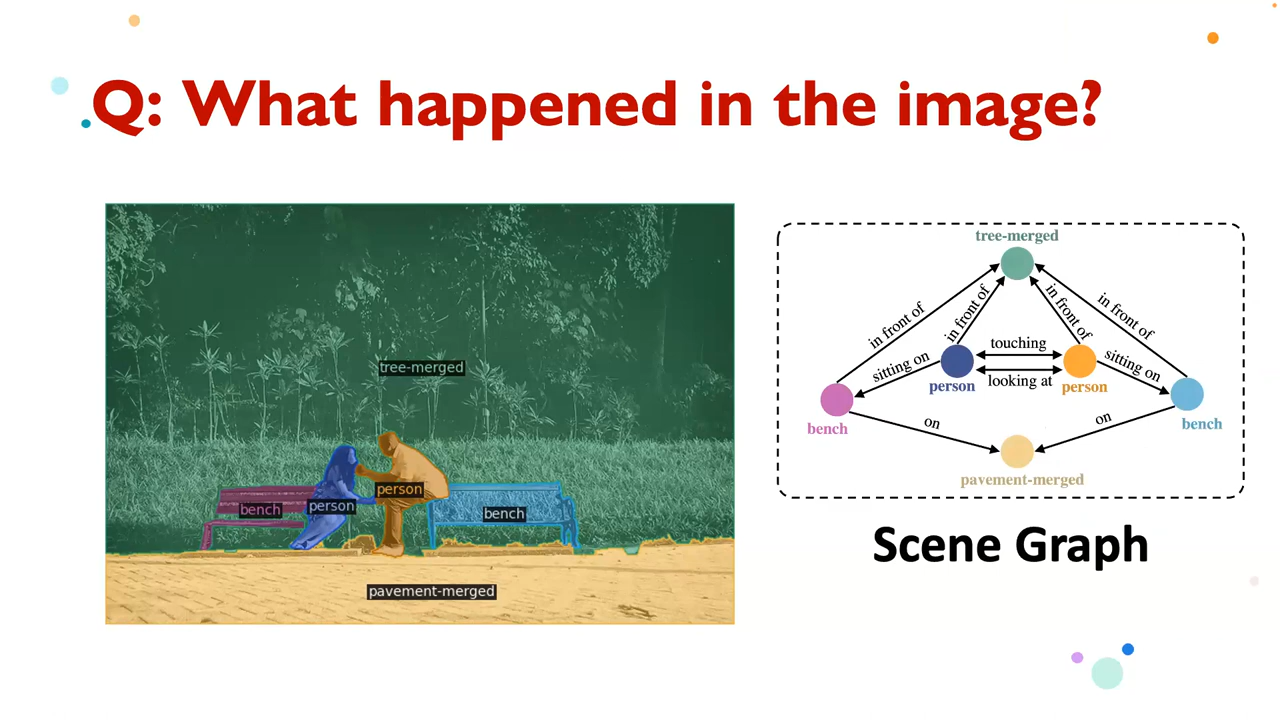 Q: What happened in the image?
tree-merged
person
person
bench
bench
pavement-merged
tree-merged
in front of
in front of
in front of
in front of
touching
looking at
sitting on
sitting on
person
person
bench
bench
on
on
pavement-merged
Scene Graph